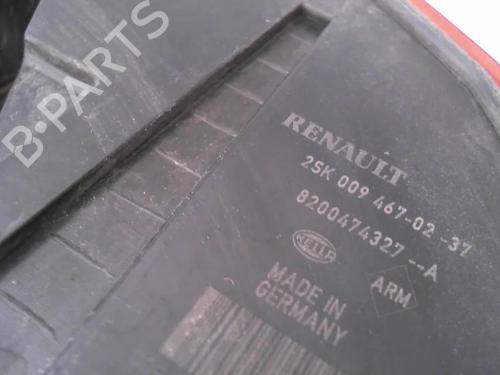 B-PARTS
RENAULT
2SK 009 467-02 -37
8200474327--A
HELLA
ARM
MADE IN
GERMANY